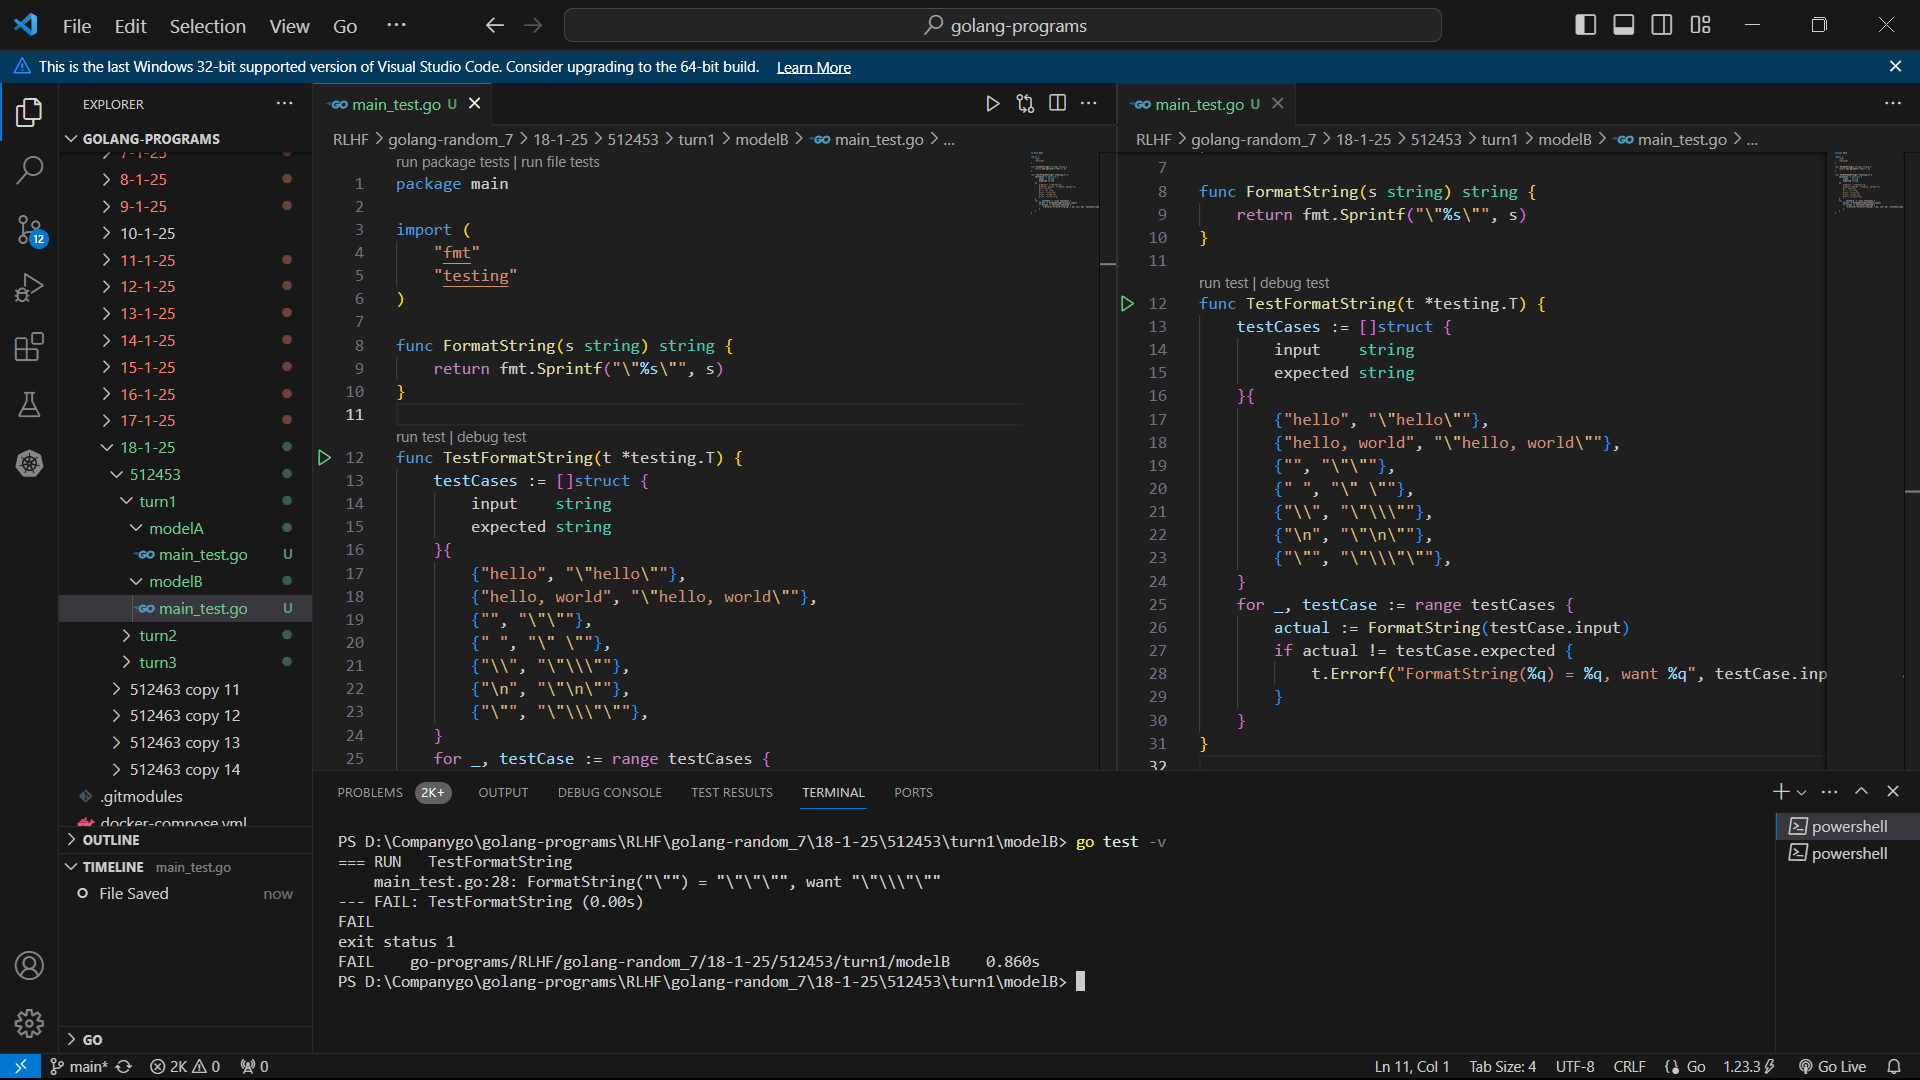 File Edit Selection View Go ··· golang-programs
This is the last Windows 32-bit supported version of Visual Studio Code. Consider upgrading to the 64-bit build. Learn More
EXPLORER
GOLANG-PROGRAMS
7-1-25
8-1-25
9-1-25
10-1-25
11-1-25
12-1-25
13-1-25
14-1-25
15-1-25
16-1-25
17-1-25
18-1-25
512453
turn1
modelA
main_test.go U
modelB
main_test.go U
turn2
turn3
512463 copy 11
512463 copy 12
512463 copy 13
512463 copy 14
.gitmodules
docker-compose.yml
OUTLINE
TIMELINE main_test.go
File Saved now
GO
12
main_test.go U
RLHF > golang-random_7 > 18-1-25 > 512453 > turn1 > modelB > main_test.go > ...
run package tests | run file tests
1 package main
2
3 import (
4 "fmt"
5 "testing"
6 )
7
8 func FormatString(s string) string {
9 return fmt.Sprintf("\"%s\"", s)
10 }
11
run test | debug test
12 func TestFormatString(t *testing.T) {
13 testCases := []struct {
14 input string
15 expected string
16 }{
17 {"hello", "\"hello\""},
18 {"hello, world", "\"hello, world\""},
19 {"", "\"\""},
20 {" ", "\" \""},
21 {"\\", "\"\\\""},
22 {"\n", "\"\n\""},
23 {"\"", "\"\\\"\""},
24 }
25 for _, testCase := range testCases {
main_test.go U
RLHF > golang-random_7 > 18-1-25 > 512453 > turn1 > modelB > main_test.go > ...
7
8 func FormatString(s string) string {
9 return fmt.Sprintf("\"%s\"", s)
10 }
11
run test | debug test
12 func TestFormatString(t *testing.T) {
13 testCases := []struct {
14 input string
15 expected string
16 }{
17 {"hello", "\"hello\""},
18 {"hello, world", "\"hello, world\""},
19 {"", "\"\""},
20 {" ", "\" \""},
21 {"\\", "\"\\\""},
22 {"\n", "\"\n\""},
23 {"\"", "\"\\\"\""},
24 }
25 for _, testCase := range testCases {
26 actual := FormatString(testCase.input)
27 if actual != testCase.expected {
28 t.Errorf("FormatString(%q) = %q, want %q", testCase.inp
29 }
30 }
31 }
32
PROBLEMS 2K+ OUTPUT DEBUG CONSOLE TEST RESULTS TERMINAL PORTS
PS D:\Companygo\golang-programs\RLHF\golang-random_7\18-1-25\512453\turn1\modelB> go test -v
=== RUN TestFormatString
main_test.go:28: FormatString("\"") = "\"\"\"", want "\"\\\"\""
--- FAIL: TestFormatString (0.00s)
FAIL
exit status 1
FAIL go-programs/RLHF/golang-random_7/18-1-25/512453/turn1/modelB 0.860s
PS D:\Companygo\golang-programs\RLHF\golang-random_7\18-1-25\512453\turn1\modelB>
powershell
powershell
main* 2K 0 0 Ln 11, Col 1 Tab Size: 4 UTF-8 CRLF Go 1.23.3 Go Live